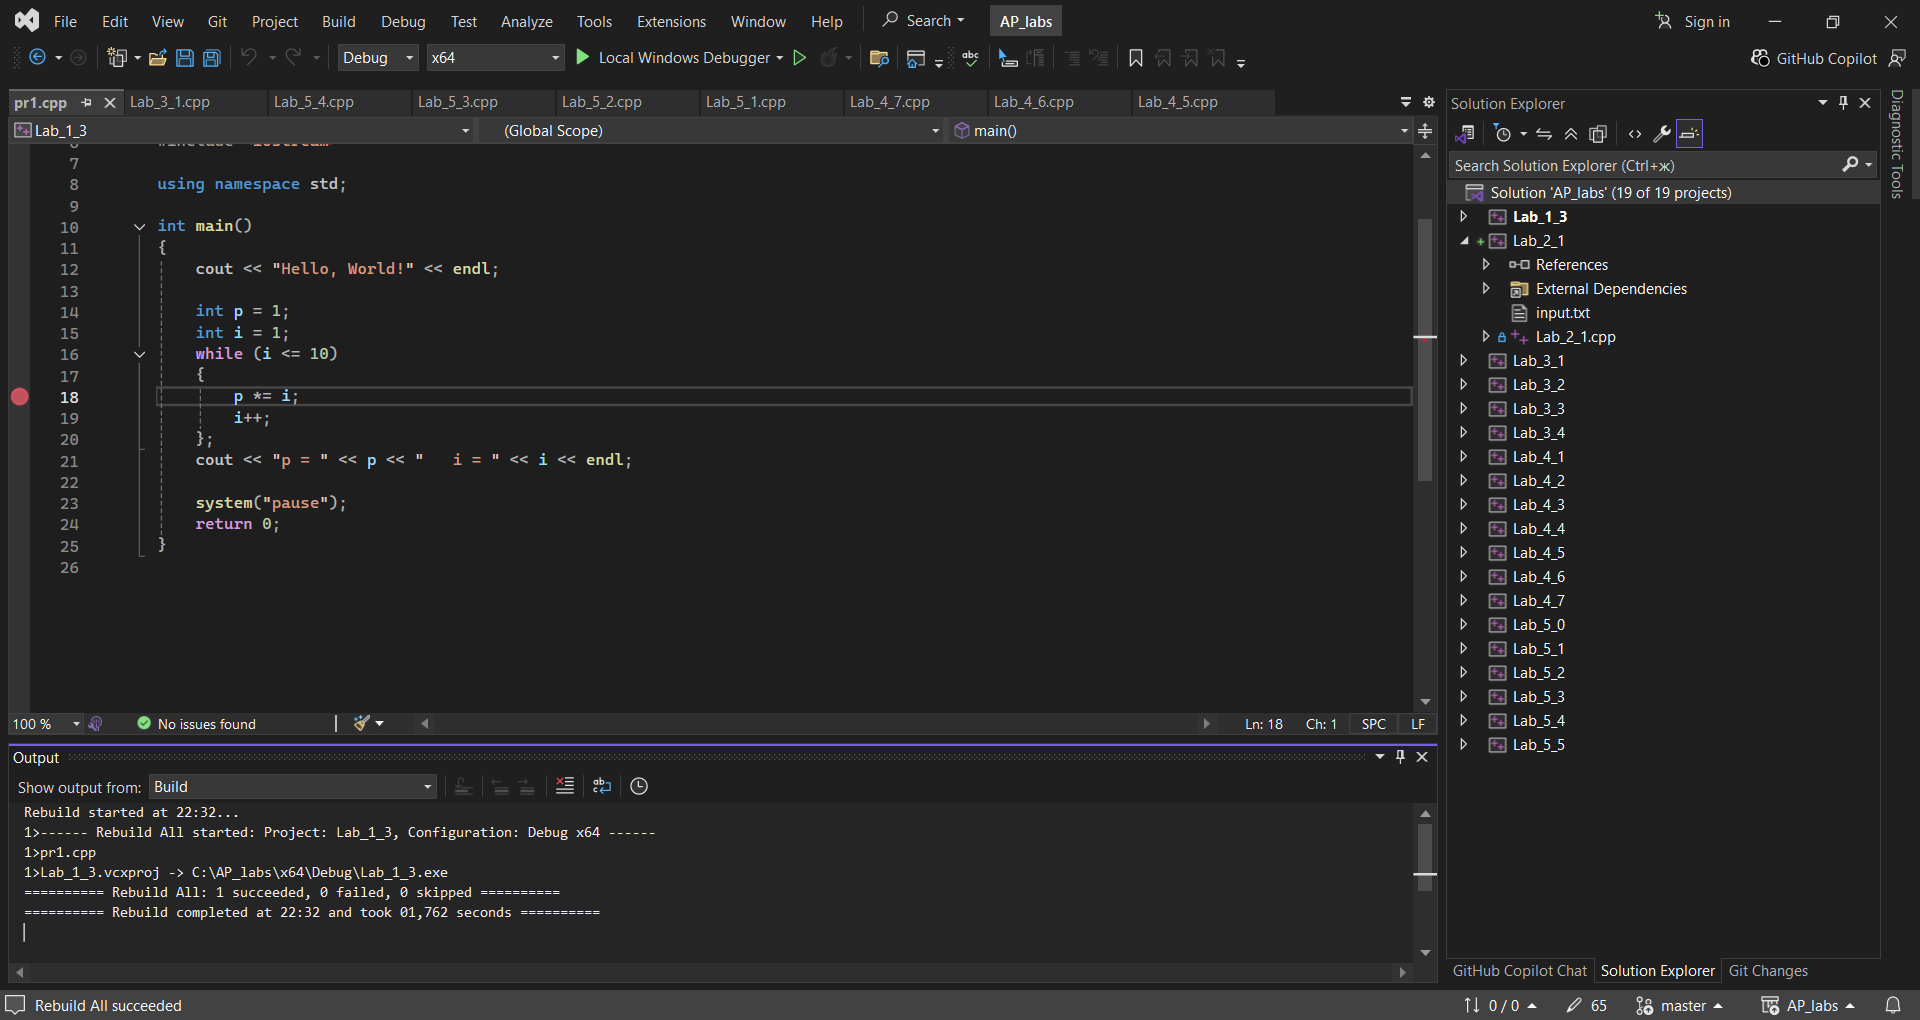 File Edit View Git Project Build Debug Test Analyze Tools Extensions Window Help Search AP_labs Sign in
Debug x64 Local Windows Debugger GitHub Copilot
pr1.cpp Lab_3_1.cpp Lab_5_4.cpp Lab_5_3.cpp Lab_5_2.cpp Lab_5_1.cpp Lab_4_7.cpp Lab_4_6.cpp Lab_4_5.cpp
Lab_1_3 (Global Scope) main()
6 #include <iostream>
7
8 using namespace std;
9
10 int main()
11 {
12 cout << "Hello, World!" << endl;
13
14 int p = 1;
15 int i = 1;
16 while (i <= 10)
17 {
18 p *= i;
19 i++;
20 };
21 cout << "p = " << p << "   i = " << i << endl;
22
23 system("pause");
24 return 0;
25 }
26
100 % No issues found Ln: 18 Ch: 1 SPC LF
Output
Show output from: Build
Rebuild started at 22:32...
1>------ Rebuild All started: Project: Lab_1_3, Configuration: Debug x64 ------
1>pr1.cpp
1>Lab_1_3.vcxproj -> C:\AP_labs\x64\Debug\Lab_1_3.exe
========== Rebuild All: 1 succeeded, 0 failed, 0 skipped ==========
========== Rebuild completed at 22:32 and took 01,762 seconds ==========
Solution Explorer
Search Solution Explorer (Ctrl+ж)
Solution 'AP_labs' (19 of 19 projects)
Lab_1_3
Lab_2_1
References
External Dependencies
input.txt
Lab_2_1.cpp
Lab_3_1
Lab_3_2
Lab_3_3
Lab_3_4
Lab_4_1
Lab_4_2
Lab_4_3
Lab_4_4
Lab_4_5
Lab_4_6
Lab_4_7
Lab_5_0
Lab_5_1
Lab_5_2
Lab_5_3
Lab_5_4
Lab_5_5
GitHub Copilot Chat Solution Explorer Git Changes
Diagnostic Tools
Rebuild All succeeded 0 / 0 65 master AP_labs